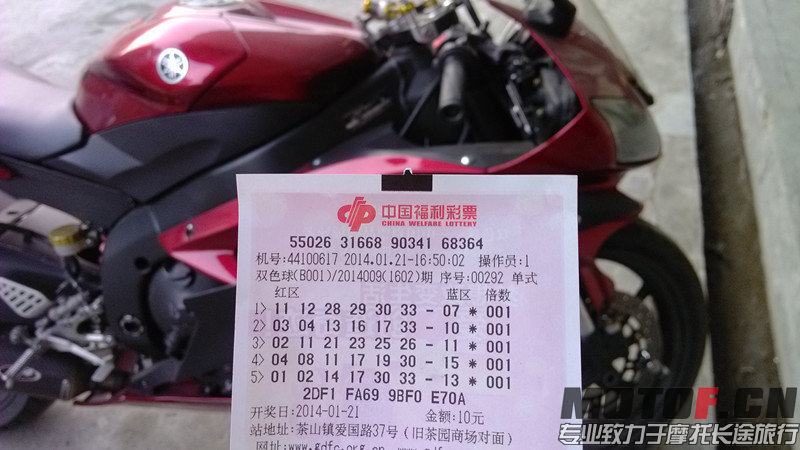 中国福利彩票
CHINA WELFARE LOTTERY
55026 31668 90341 68364
机号:44100617 2014.01.21-16:50:02 操作员:1
双色球(B001)/2014009(1602)期 序号:00292 单式
红区 蓝区 倍数
1> 11 12 28 29 30 33 - 07 * 001
2> 03 04 13 16 17 33 - 10 * 001
3> 02 11 21 23 25 26 - 11 * 001
4> 04 08 11 17 19 30 - 15 * 001
5> 01 02 14 17 30 33 - 13 * 001
2DF1 FA69 9BF0 E70A
开奖日:2014-01-21 金额:10元
站地址:茶山镇爱国路37号(旧茶园商场对面)
网址:www.gdfc.org.cn
MOTOF.CN
专业致力于摩托长途旅行